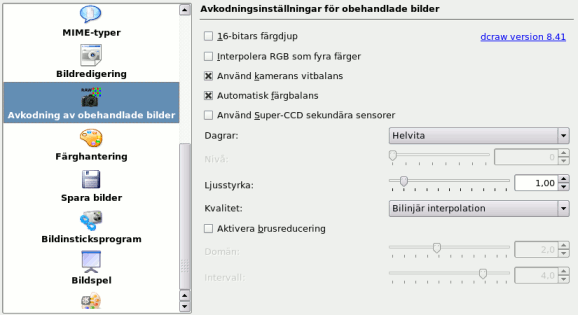 MIME-typer
Bildredigering
Avkodning av obehandlade bilder
Färghantering
Spara bilder
Bildinsticksprogram
Bildspel
Avkodningsinställningar för obehandlade bilder
16-bitars färgdjup
dcraw version 8.41
Interpolera RGB som fyra färger
Använd kamerans vitbalans
Automatisk färgbalans
Använd Super-CCD sekundära sensorer
Dagrar: Helvita
Nivå: 0
Ljusstyrka: 1,00
Kvalitet: Bilinjär interpolation
Aktivera brusreducering
Domän: 2,0
Intervall: 4,0